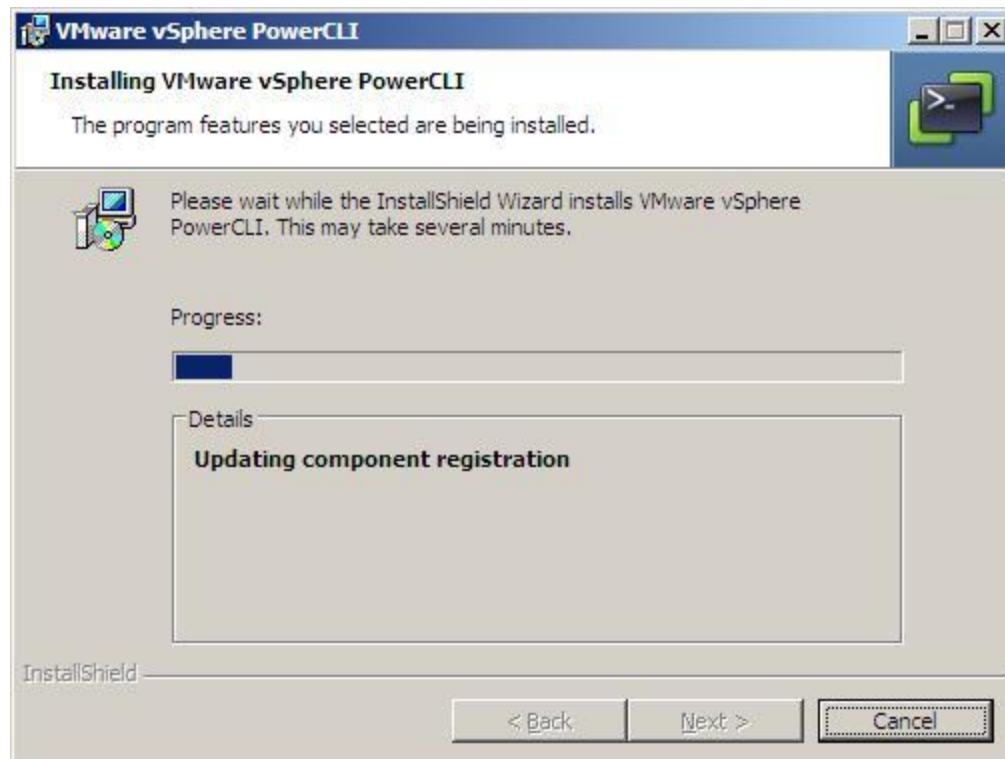 VMware vSphere PowerCLI
Installing VMware vSphere PowerCLI
The program features you selected are being installed.
>_
Please wait while the InstallShield Wizard installs VMware vSphere
PowerCLI. This may take several minutes.
Progress:
Details
Updating component registration
InstallShield
< Back
Next >
Cancel